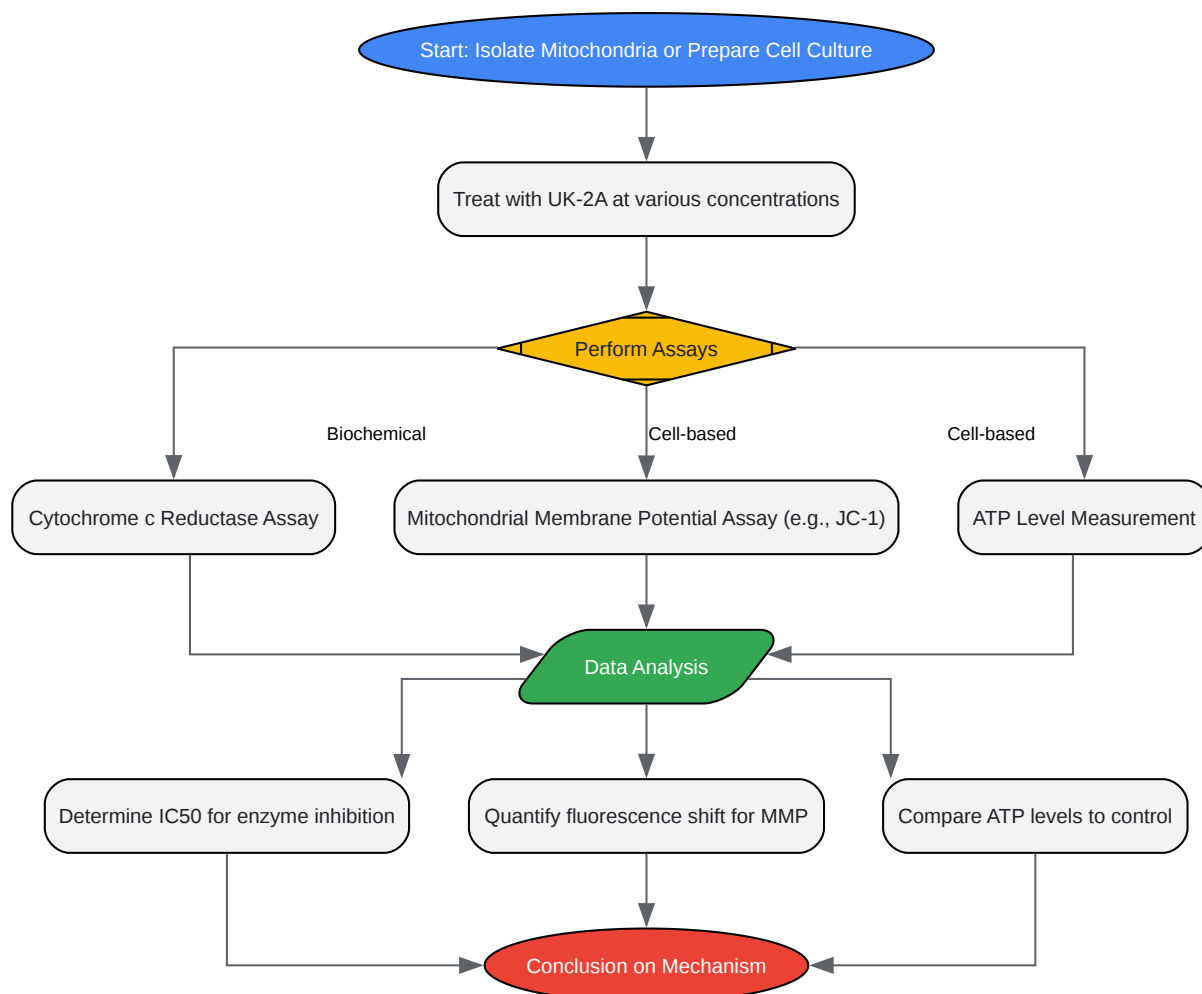 Start: Isolate Mitochondria or Prepare Cell Culture
Treat with UK-2A at various concentrations
Perform Assays
Biochemical
Cell-based
Cell-based
Cytochrome c Reductase Assay
Mitochondrial Membrane Potential Assay (e.g., JC-1)
ATP Level Measurement
Data Analysis
Determine IC50 for enzyme inhibition
Quantify fluorescence shift for MMP
Compare ATP levels to control
Conclusion on Mechanism